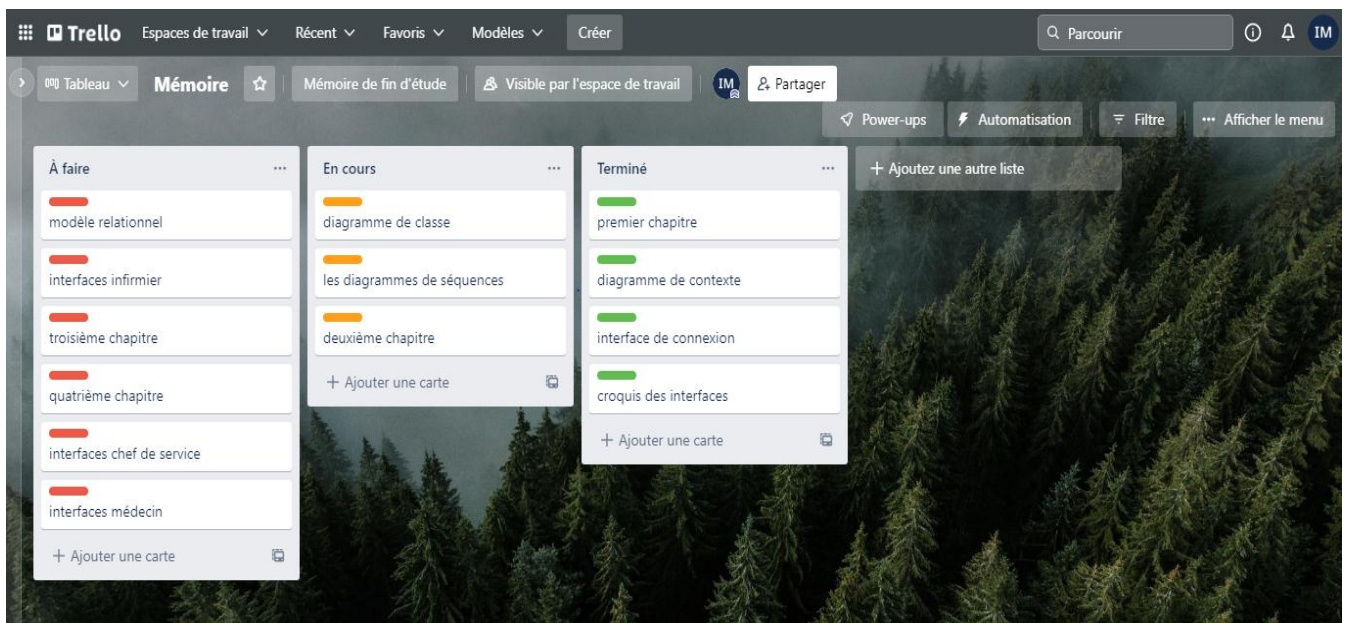 Trello Espaces de travail Récent Favoris Modèles Créer Parcourir IM
Tableau Mémoire Mémoire de fin d'étude Visible par l'espace de travail IM Partager
Power-ups Automatisation Filtre Afficher le menu
À faire
modèle relationnel
interfaces infirmier
troisième chapitre
quatrième chapitre
interfaces chef de service
interfaces médecin
+ Ajouter une carte
En cours
diagramme de classe
les diagrammes de séquences
deuxième chapitre
+ Ajouter une carte
Terminé
premier chapitre
diagramme de contexte
interface de connexion
croquis des interfaces
+ Ajouter une carte
+ Ajoutez une autre liste